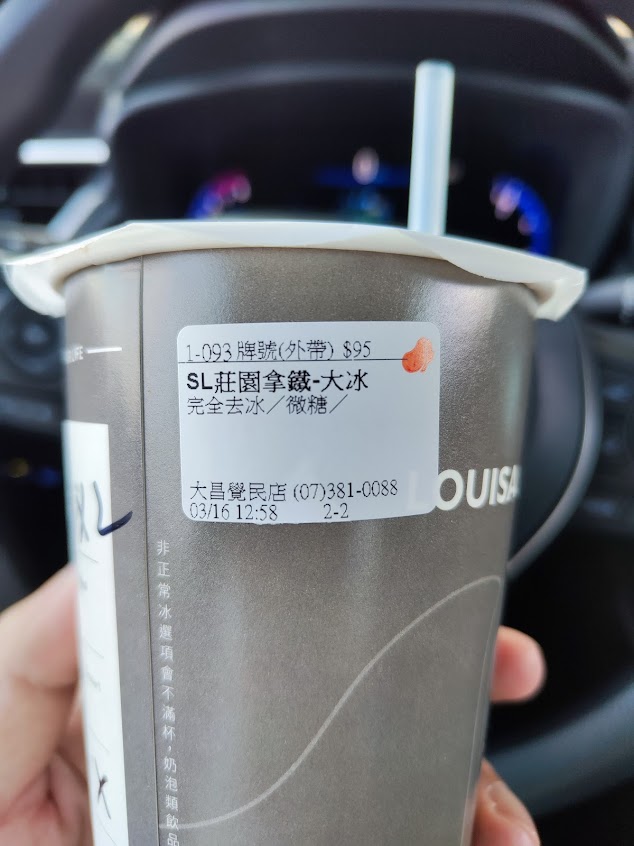 1-093 牌號(外帶) $95
SL莊園拿鐵-大冰
完全去冰／微糖／
大昌覺民店 (07)381-0088
03/16 12:58 2-2
LOUISA
LIFE
x2
x
非正常冰選項會不滿杯，奶泡類飲品